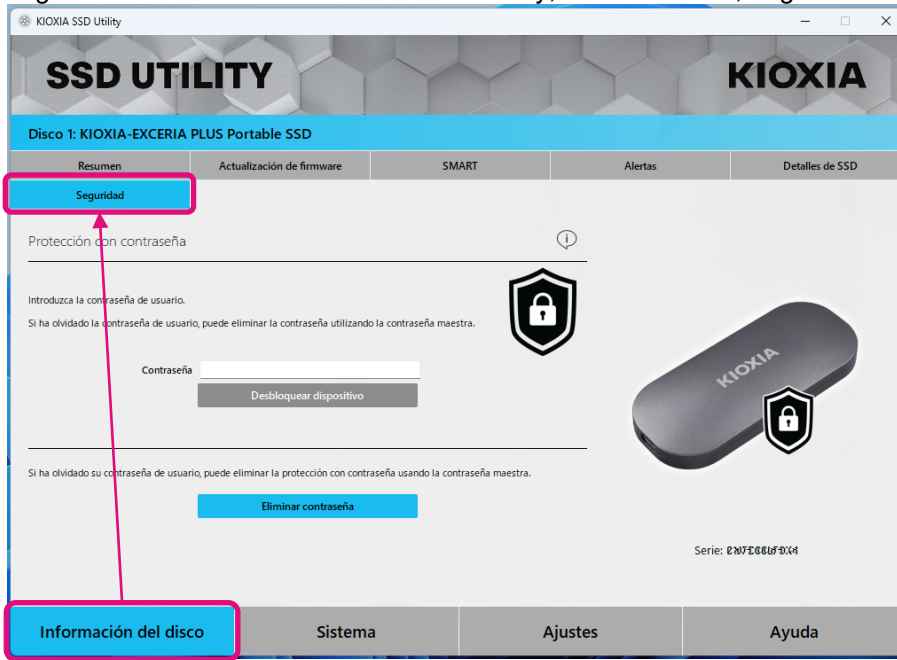 KIOXIA SSD Utility
SSD UTILITY
KIOXIA
Disco 1: KIOXIA-EXCERIA PLUS Portable SSD
Resumen Actualización de firmware SMART Alertas Detalles de SSD
Seguridad
Protección con contraseña
Introduzca la contraseña de usuario.
Si ha olvidado la contraseña de usuario, puede eliminar la contraseña utilizando la contraseña maestra.
Contraseña
Desbloquear dispositivo
KIOXIA
Si ha olvidado su contraseña de usuario, puede eliminar la protección con contraseña usando la contraseña maestra.
Eliminar contraseña
Serie:
Información del disco Sistema Ajustes Ayuda